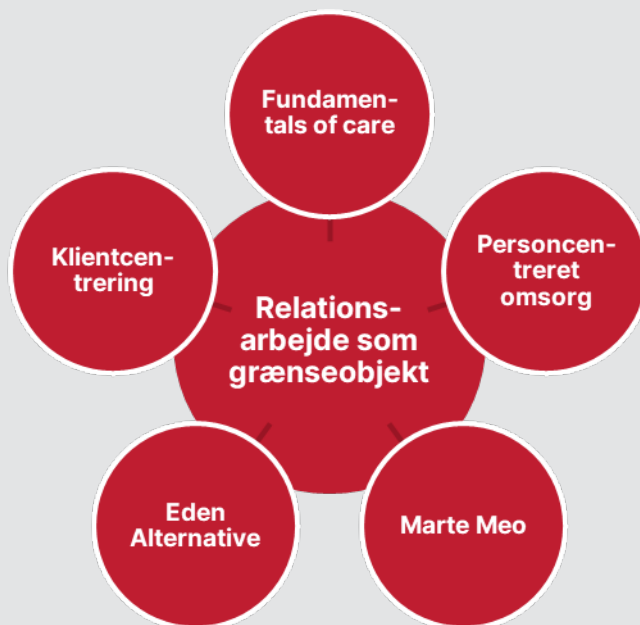 Fundamen-
tals of care
Klientcen-
trering
Personcen-
treret
omsorg
Relations-
arbejde som
grænseobjekt
Eden
Alternative
Marte Meo